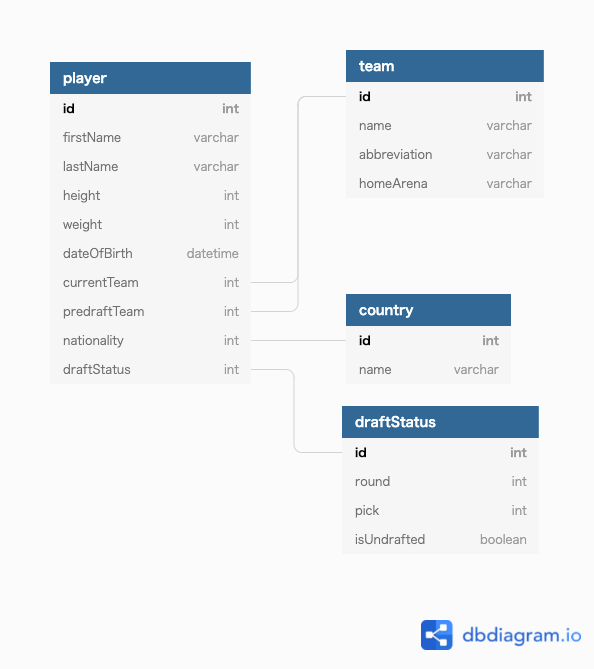 player
id int
firstName varchar
lastName varchar
height int
weight int
dateOfBirth datetime
currentTeam int
predraftTeam int
nationality int
draftStatus int
team
id int
name varchar
abbreviation varchar
homeArena varchar
country
id int
name varchar
draftStatus
id int
round int
pick int
isUndrafted boolean
dbdiagram.io